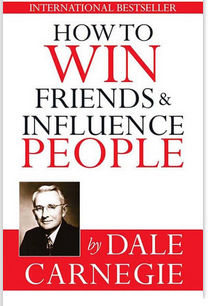 INTERNATIONAL BESTSELLER
HOW TO
WIN
FRIENDS &
INFLUENCE
PEOPLE
by DALE
CARNEGIE